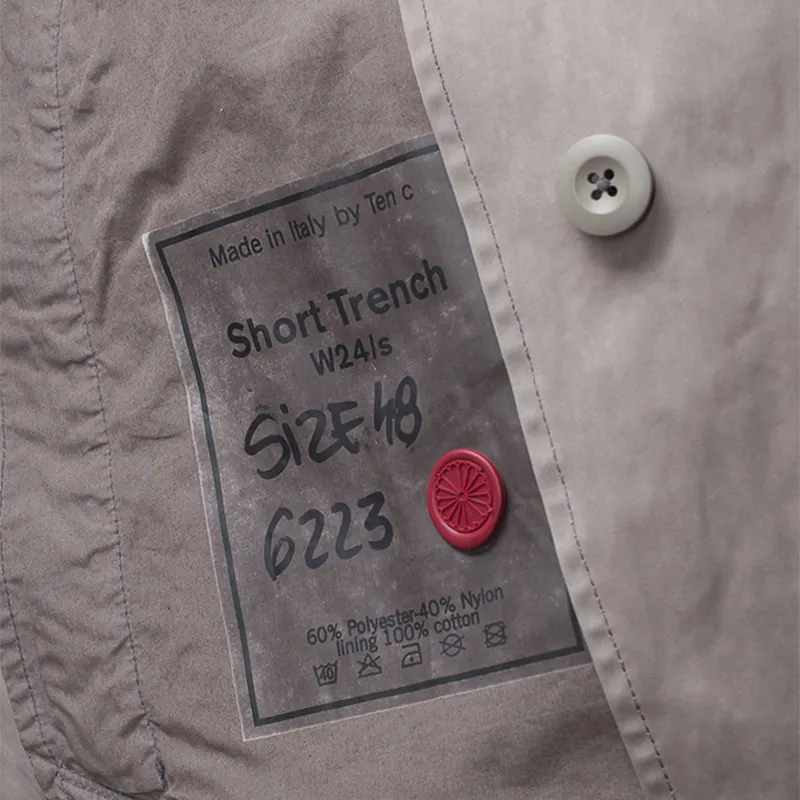 Made in Italy by Ten c
Short Trench
W24/s
SiZE 48
6223
60% Polyester-40% Nylon
lining 100% cotton
40